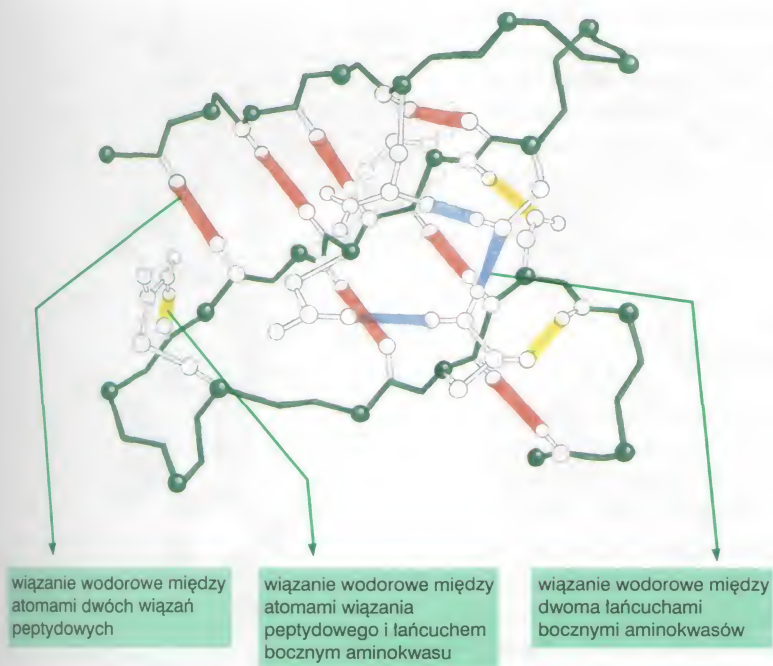 wiązanie wodorowe między
atomami dwóch wiązań
peptydowych
wiązanie wodorowe między
atomami wiązania
peptydowego i łańcuchem
bocznym aminokwasu
wiązanie wodorowe między
dwoma łańcuchami
bocznymi aminokwasów